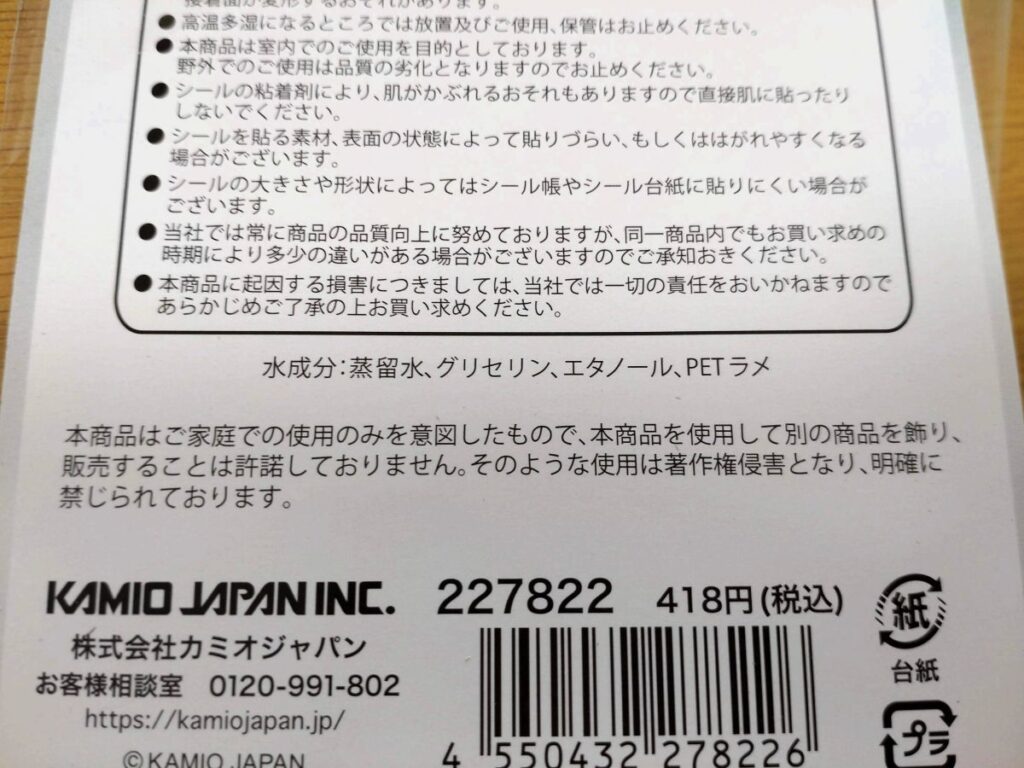 接着面が変形するおそれがあります。
●高温多湿になるところでは放置及びご使用、保管はお止めください。
●本商品は室内でのご使用を目的としております。
野外でのご使用は品質の劣化となりますのでお止めください。
●シールの粘着剤により、肌がかぶれるおそれもありますので直接肌に貼ったり
しないでください。
●シールを貼る素材、表面の状態によって貼りづらい、もしくははがれやすくなる
場合がございます。
●シールの大きさや形状によってはシール帳やシール台紙に貼りにくい場合が
ございます。
●当社では常に商品の品質向上に努めておりますが、同一商品内でもお買い求めの
時期により多少の違いがある場合がございますのでご承知おきください。
●本商品に起因する損害につきましては、当社では一切の責任をおいかねますので
あらかじめご了承の上お買い求めください。
水成分：蒸留水、グリセリン、エタノール、PETラメ
本商品はご家庭での使用のみを意図したもので、本商品を使用して別の商品を飾り、
販売することは許諾しておりません。そのような使用は著作権侵害となり、明確に
禁じられております。
KAMIO JAPAN INC. 227822 418円(税込)
株式会社カミオジャパン
お客様相談室 0120-991-802
https://kamiojapan.jp/
©KAMIO JAPAN
4 550432 278226
紙
台紙
プラ